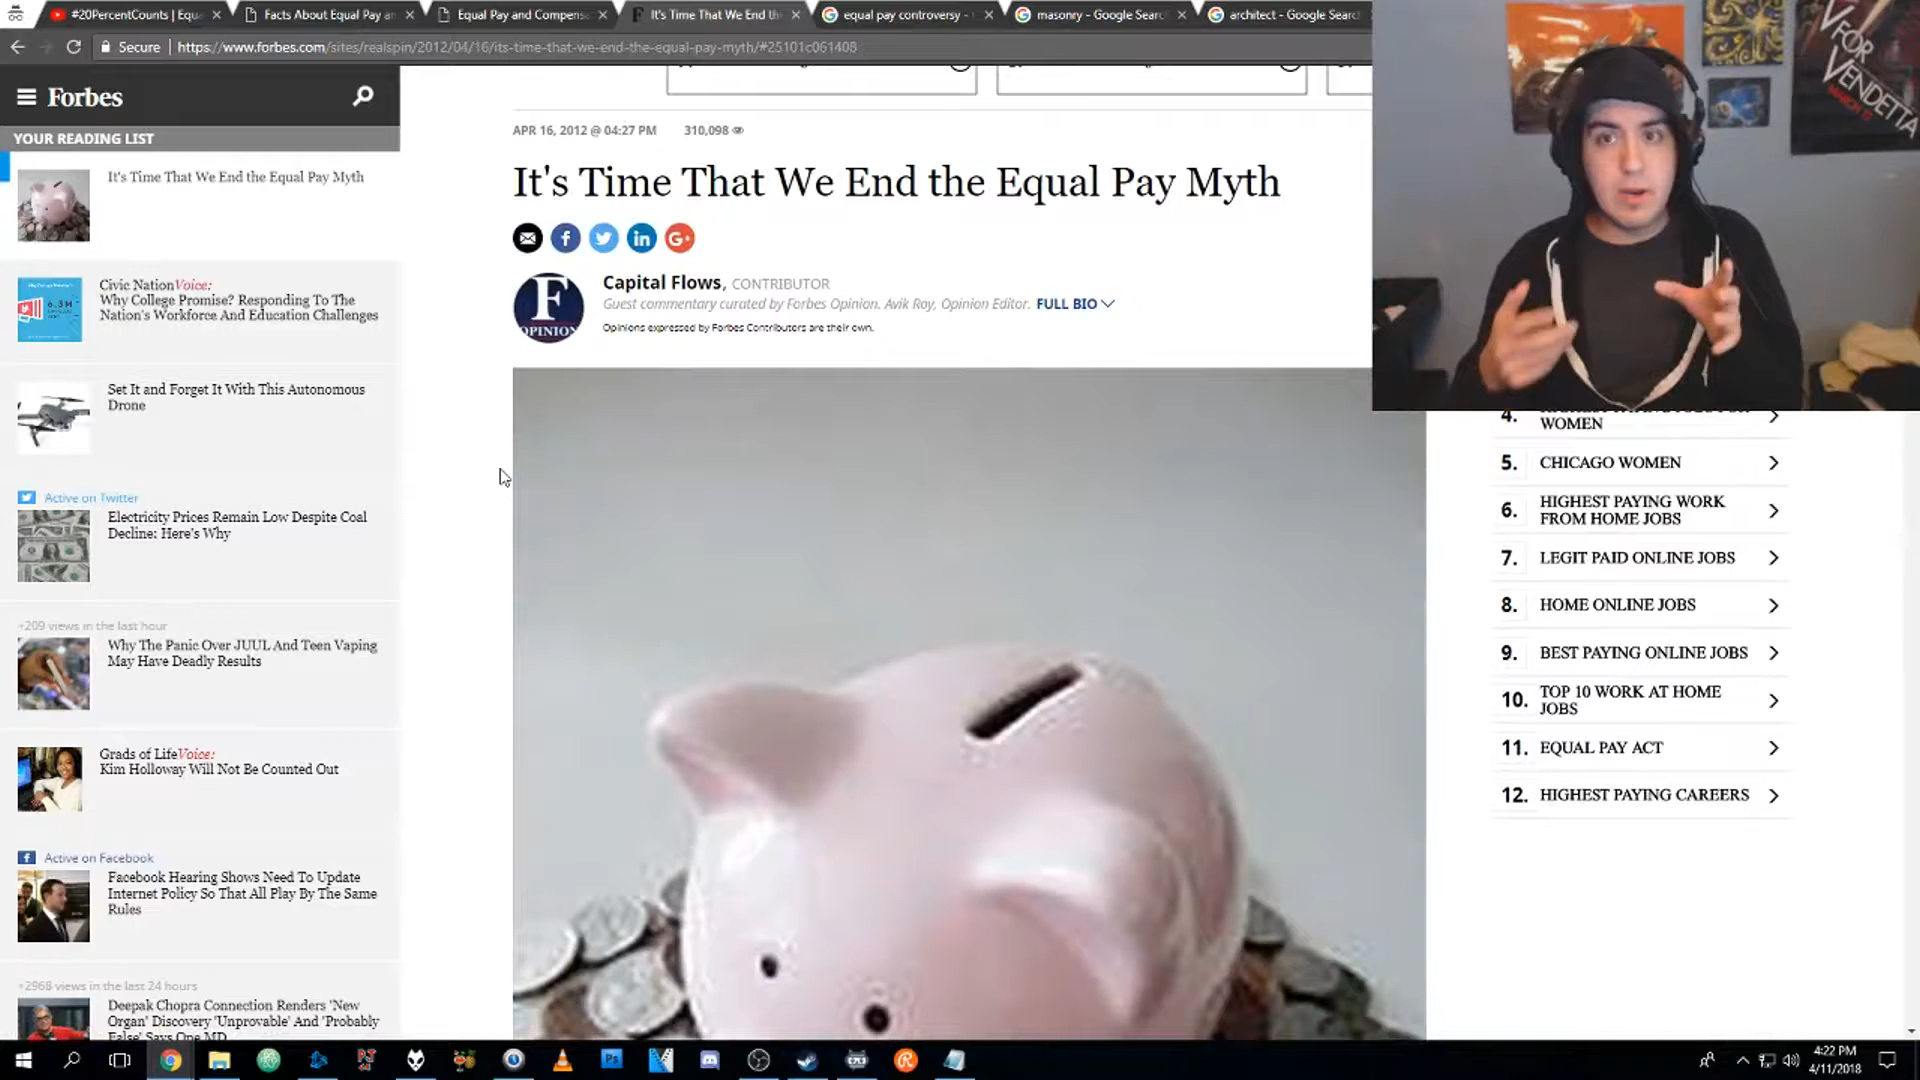 #20PercentCounts | Equa
Facts About Equal Pay an
Equal Pay and Compensa
It's Time That We End th
equal pay controversy -
masonry - Google Searc
architect - Google Searc
Secure
https://www.forbes.com/sites/realspin/2012/04/16/its-time-that-we-end-the-equal-pay-myth/#25101c061408
Forbes
YOUR READING LIST
It's Time That We End the Equal Pay Myth
Civic NationVoice:
Why College Promise? Responding To The
Nation's Workforce And Education Challenges
Set It and Forget It With This Autonomous
Drone
Active on Twitter
Electricity Prices Remain Low Despite Coal
Decline: Here's Why
+209 views in the last hour
Why The Panic Over JUUL And Teen Vaping
May Have Deadly Results
Grads of LifeVoice:
Kim Holloway Will Not Be Counted Out
Active on Facebook
Facebook Hearing Shows Need To Update
Internet Policy So That All Play By The Same
Rules
+2968 views in the last 24 hours
Deepak Chopra Connection Renders 'New
Organ' Discovery 'Unprovable' And 'Probably
False' Says One MD
APR 16, 2012 @ 04:27 PM 310,098
It's Time That We End the Equal Pay Myth
F
OPINION
Capital Flows, CONTRIBUTOR
Guest commentary curated by Forbes Opinion. Avik Roy, Opinion Editor. FULL BIO
Opinions expressed by Forbes Contributors are their own.
V FOR
VENDETTA
4.
WOMEN
5. CHICAGO WOMEN
6. HIGHEST PAYING WORK
FROM HOME JOBS
7. LEGIT PAID ONLINE JOBS
8. HOME ONLINE JOBS
9. BEST PAYING ONLINE JOBS
10. TOP 10 WORK AT HOME
JOBS
11. EQUAL PAY ACT
12. HIGHEST PAYING CAREERS
4:22 PM
4/11/2018